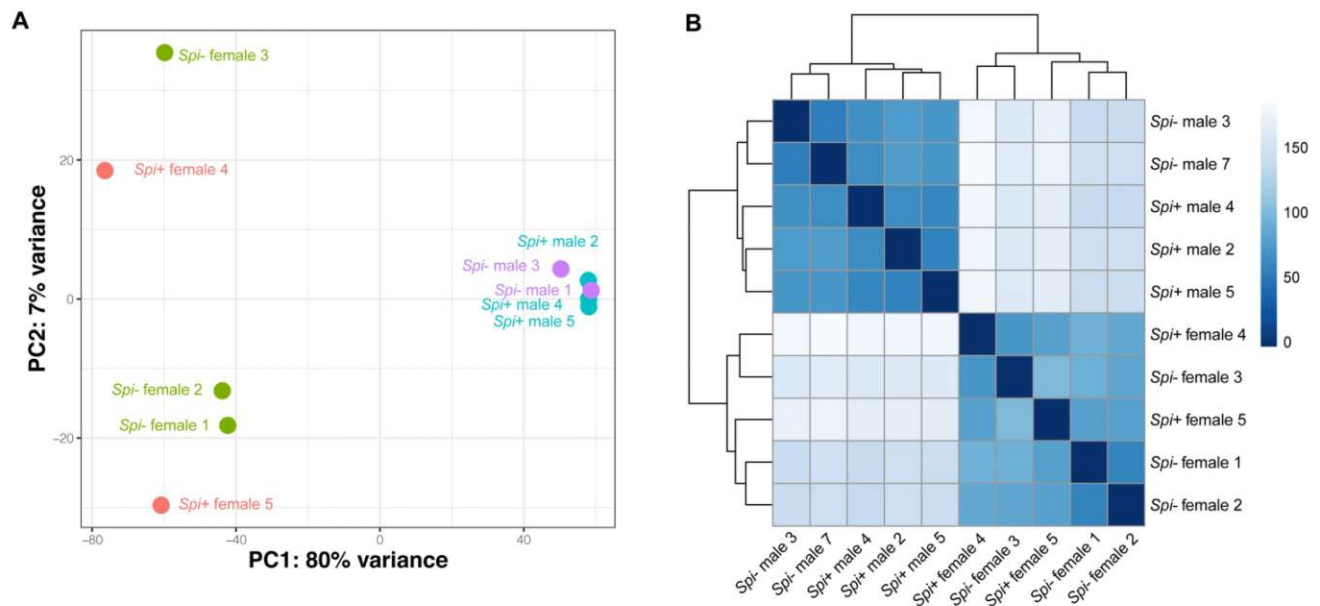 A
Spi- female 3
Spi+ female 4
Spi+ male 2
Spi- male 3
Spi- male 1
Spi+ male 4
Spi+ male 5
Spi- female 2
Spi- female 1
Spi+ female 5
20
0
-20
-80
-40
0
40
PC2: 7% variance
PC1: 80% variance
B
Spi- male 3
Spi- male 7
Spi+ male 4
Spi+ male 2
Spi+ male 5
Spi+ female 4
Spi- female 3
Spi+ female 5
Spi- female 1
Spi- female 2
150
100
50
0
Spi- male 3
Spi- male 7
Spi+ male 4
Spi+ male 2
Spi+ male 5
Spi+ female 4
Spi- female 3
Spi+ female 5
Spi- female 1
Spi- female 2